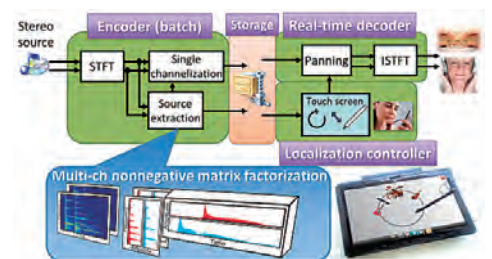 Stereo
source
Encoder (batch)
Storage
Real-time decoder
STFT
Single
channelization
Source
extraction
Panning
ISTFT
Touch screen
Localization controller
Multi-ch nonnegative matrix factorization